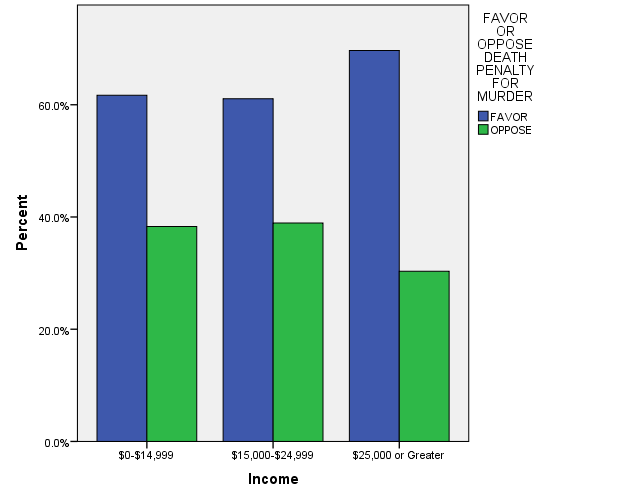 FAVOR
OR
OPPOSE
DEATH
PENALTY
FOR
MURDER
FAVOR
OPPOSE
Percent
60.0%
40.0%
20.0%
0.0%
$0-$14,999
$15,000-$24,999
$25,000 or Greater
Income